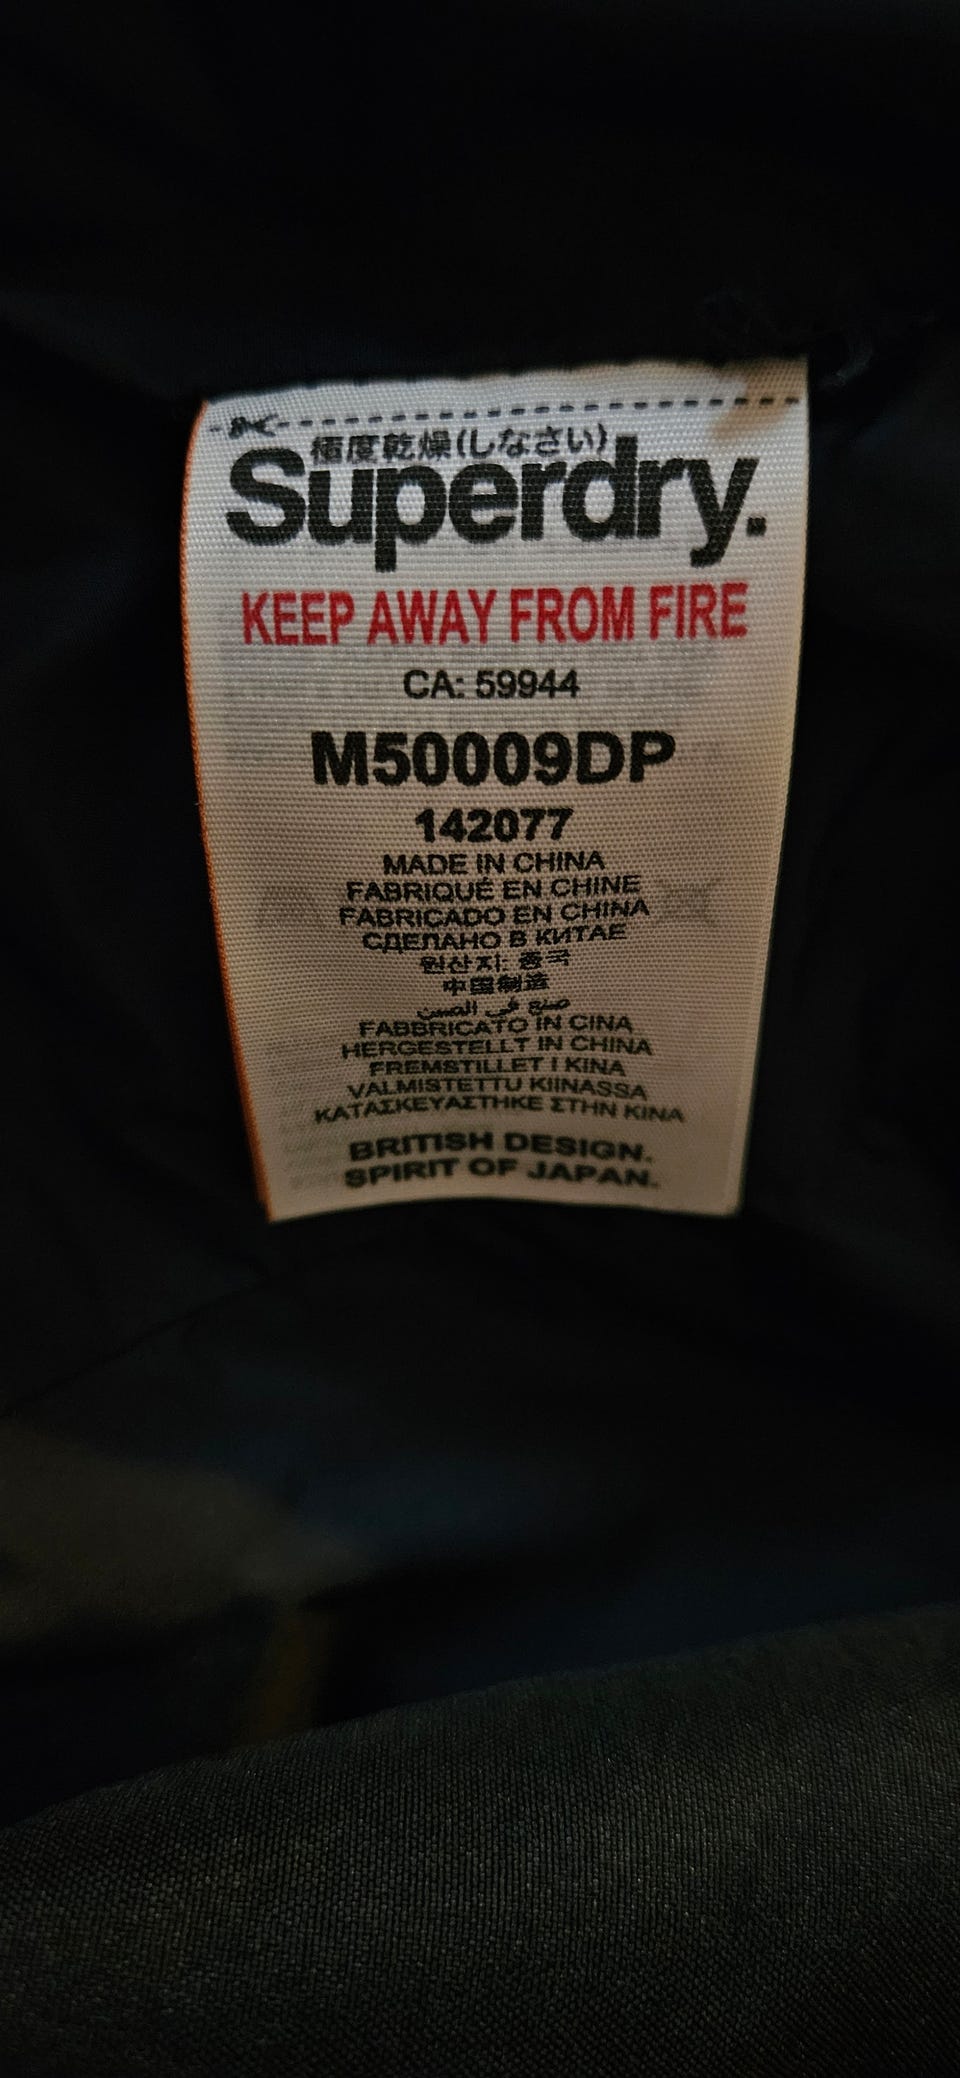 極度乾燥(しなさい)
Superdry.
KEEP AWAY FROM FIRE
CA: 59944
M50009DP
142077
MADE IN CHINA
FABRIQUÉ EN CHINE
FABRICADO EN CHINA
СДЕЛАНО В КИТАЕ
원산지: 중국
中国制造
صنع في الصين
FABBRICATO IN CINA
HERGESTELLT IN CHINA
FREMSTILLET I KINA
VALMISTETTU KIINASSA
ΚΑΤΑΣΚΕΥΑΣΤΗΚΕ ΣΤΗΝ ΚΙΝΑ
BRITISH DESIGN.
SPIRIT OF JAPAN.